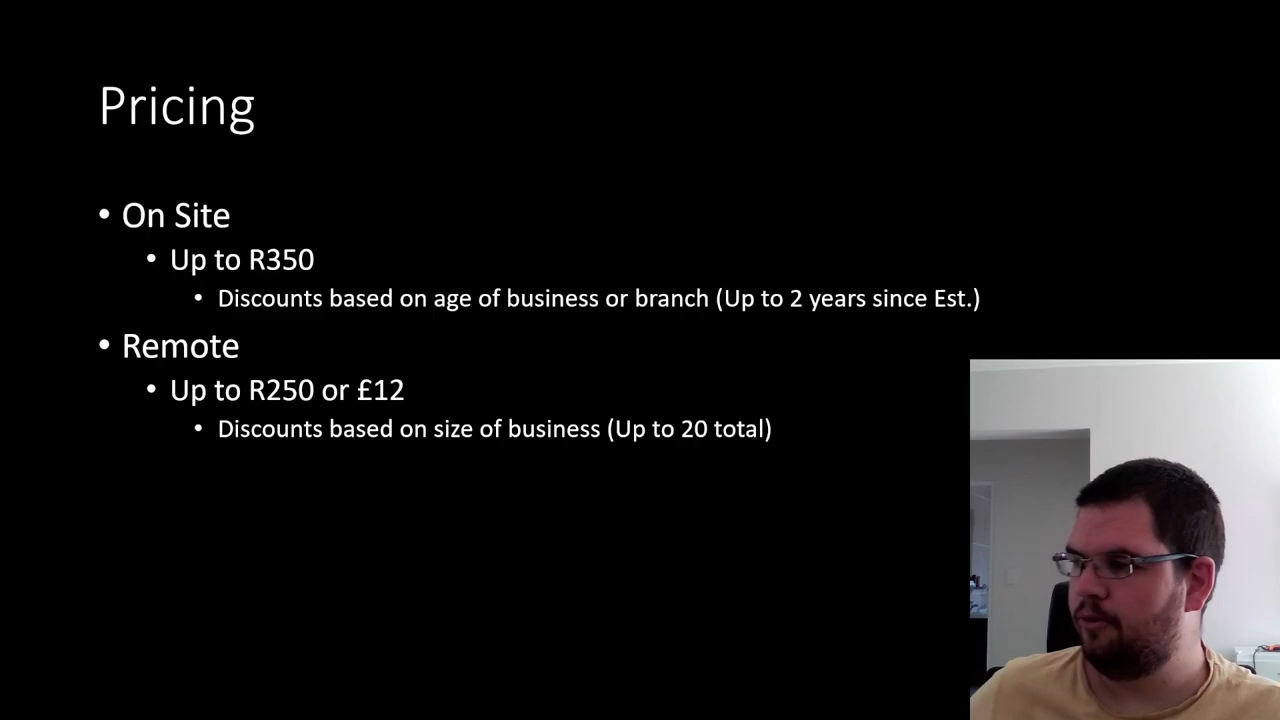 Pricing
• On Site
• Up to R350
• Discounts based on age of business or branch (Up to 2 years since Est.)
• Remote
• Up to R250 or £12
• Discounts based on size of business (Up to 20 total)